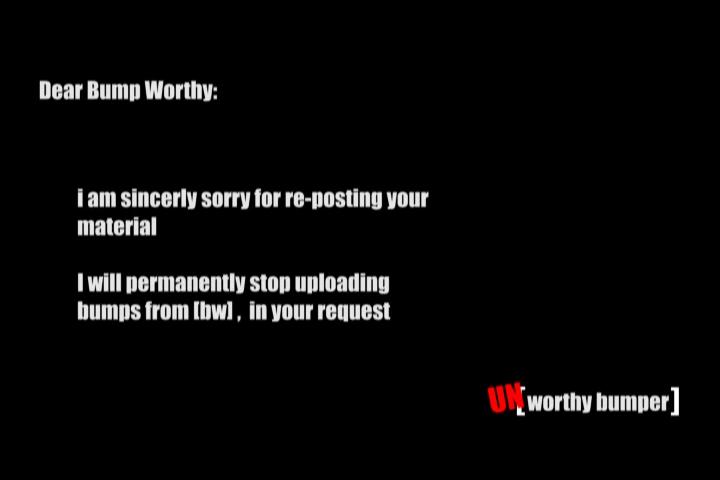 Dear Bump Worthy:
i am sincerly sorry for re-posting your
material
I will permanently stop uploading
bumps from [bw] , in your request
UN[worthy bumper]